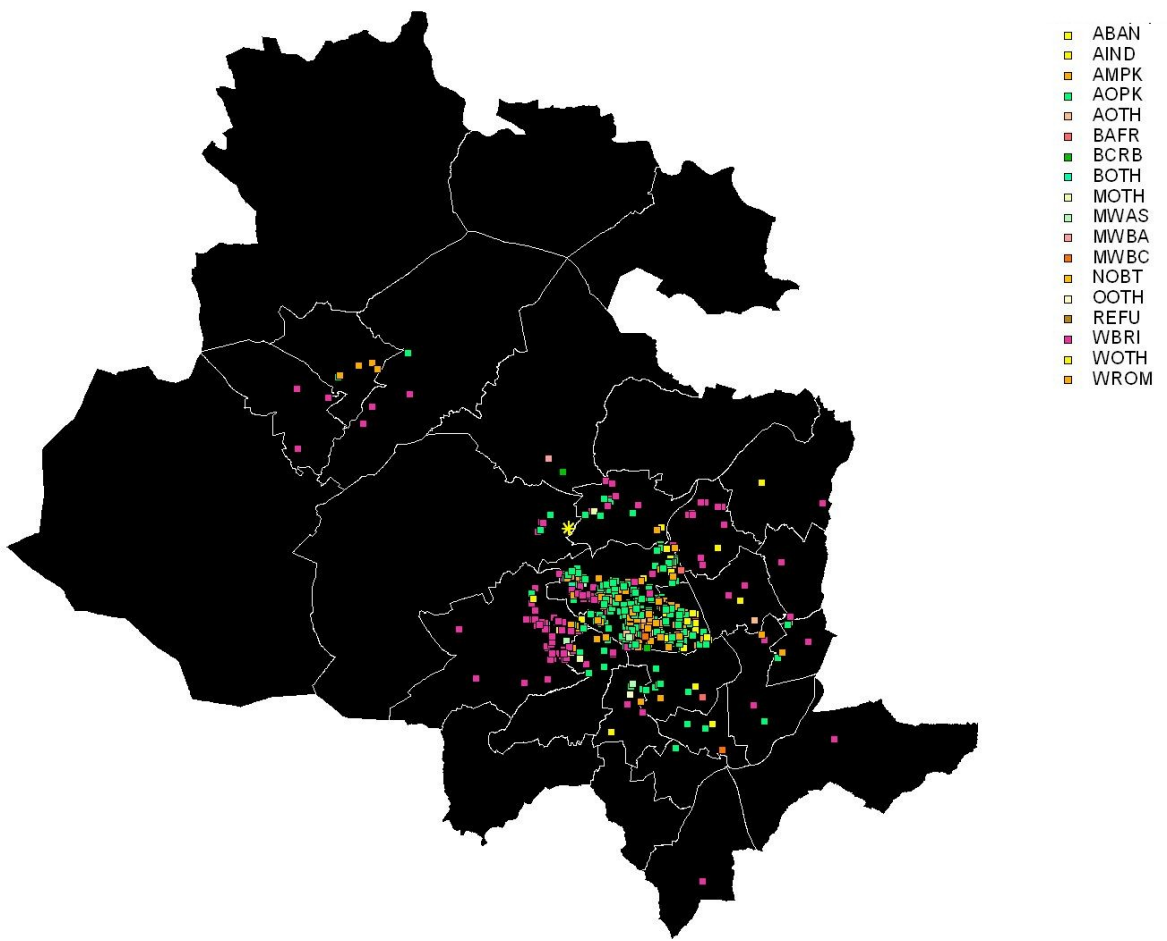 ABAN
AIND
AMPK
AOPK
AOTH
BAFR
BCRB
BOTH
MOTH
MWAS
MWBA
MWBC
NOBT
OOTH
REFU
WBRI
WOTH
WROM